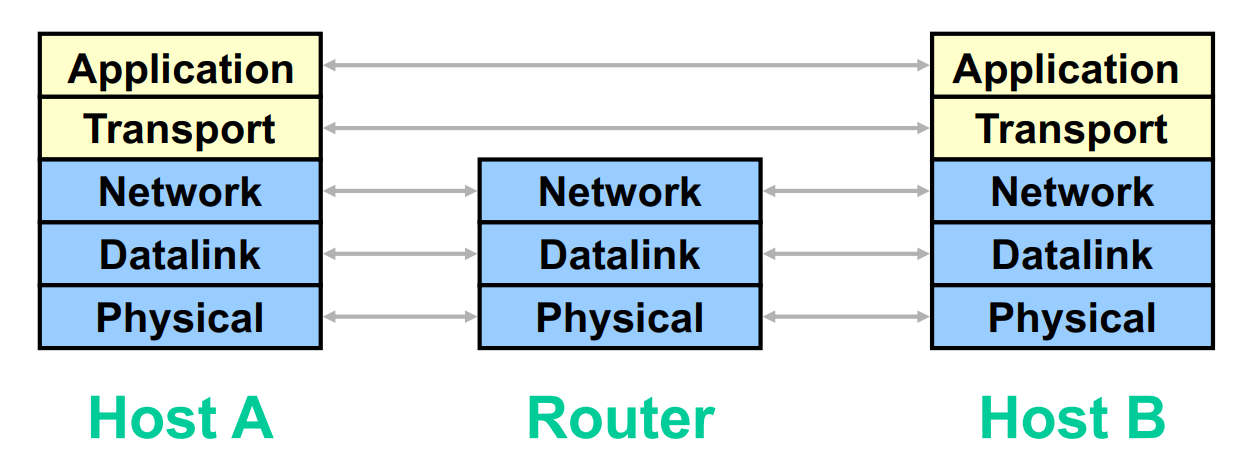 Application
Transport
Network
Datalink
Physical
Host A
Network
Datalink
Physical
Router
Application
Transport
Network
Datalink
Physical
Host B